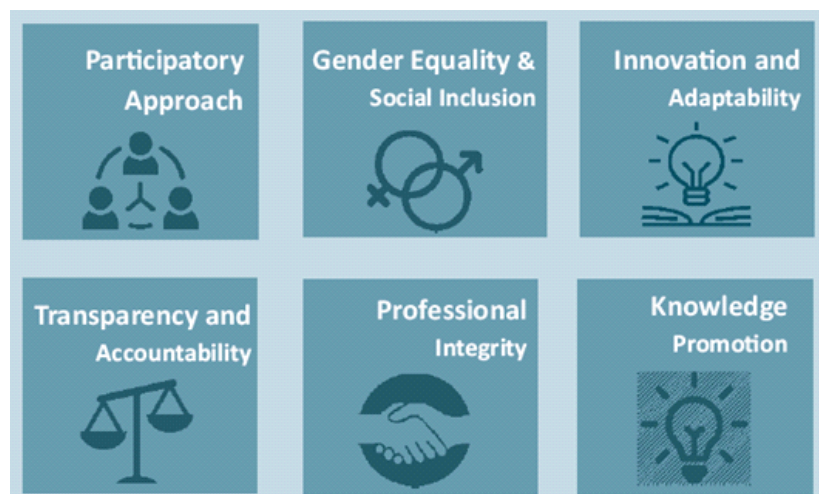 Participatory
Approach
Gender Equality &
Social Inclusion
Innovation and
Adaptability
Transparency and
Accountability
Professional
Integrity
Knowledge
Promotion